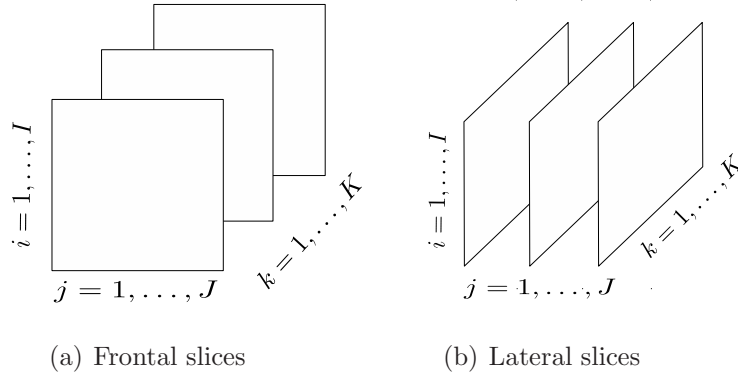 i = 1, . . . , I
j = 1, . . . , J
k = 1, . . . , K
(a) Frontal slices
i = 1, . . . , I
j = 1, . . . , J
k = 1, . . . , K
(b) Lateral slices